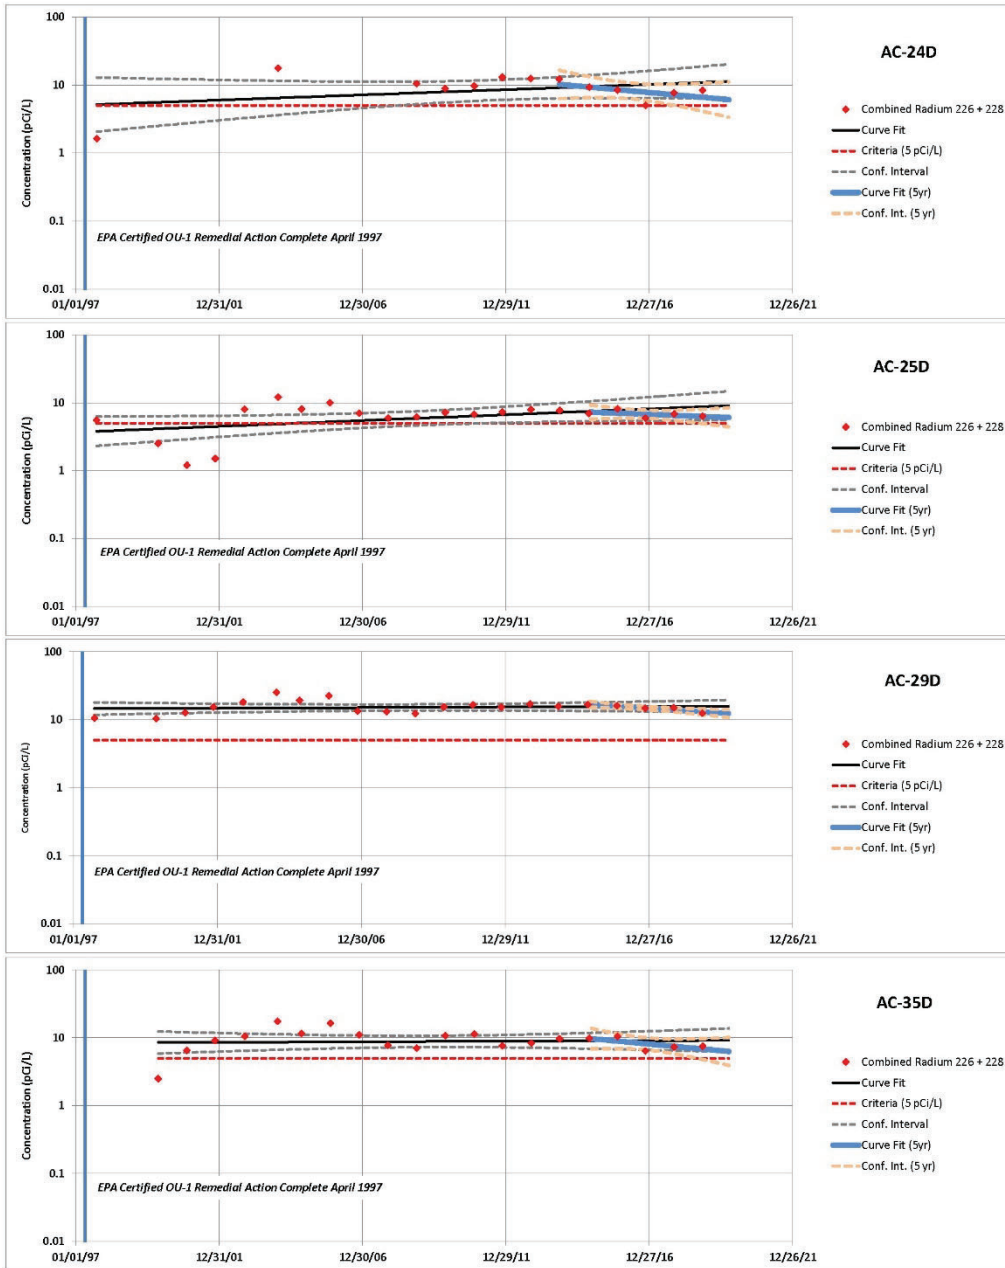 AC-24D
100
10
1
0.1
0.01
Concentration (pCi/L)
EPA Certified OU-1 Remedial Action Complete April 1997
01/01/97 12/31/01 12/30/06 12/29/11 12/27/16 12/26/21
Combined Radium 226 + 228
Curve Fit
Criteria (5 pCi/L)
Conf. Interval
Curve Fit (5yr)
Conf. Int. (5 yr)
AC-25D
100
10
1
0.1
0.01
Concentration (pCi/L)
EPA Certified OU-1 Remedial Action Complete April 1997
01/01/97 12/31/01 12/30/06 12/29/11 12/27/16 12/26/21
Combined Radium 226 + 228
Curve Fit
Criteria (5 pCi/L)
Conf. Interval
Curve Fit (5yr)
Conf. Int. (5 yr)
AC-29D
100
10
1
0.1
0.01
Concentration (pCi/L)
EPA Certified OU-1 Remedial Action Complete April 1997
01/01/97 12/31/01 12/30/06 12/29/11 12/27/16 12/26/21
Combined Radium 226 + 228
Curve Fit
Criteria (5 pCi/L)
Conf. Interval
Curve Fit (5yr)
Conf. Int. (5 yr)
AC-35D
100
10
1
0.1
0.01
Concentration (pCi/L)
EPA Certified OU-1 Remedial Action Complete April 1997
01/01/97 12/31/01 12/30/06 12/29/11 12/27/16 12/26/21
Combined Radium 226 + 228
Curve Fit
Criteria (5 pCi/L)
Conf. Interval
Curve Fit (5yr)
Conf. Int. (5 yr)